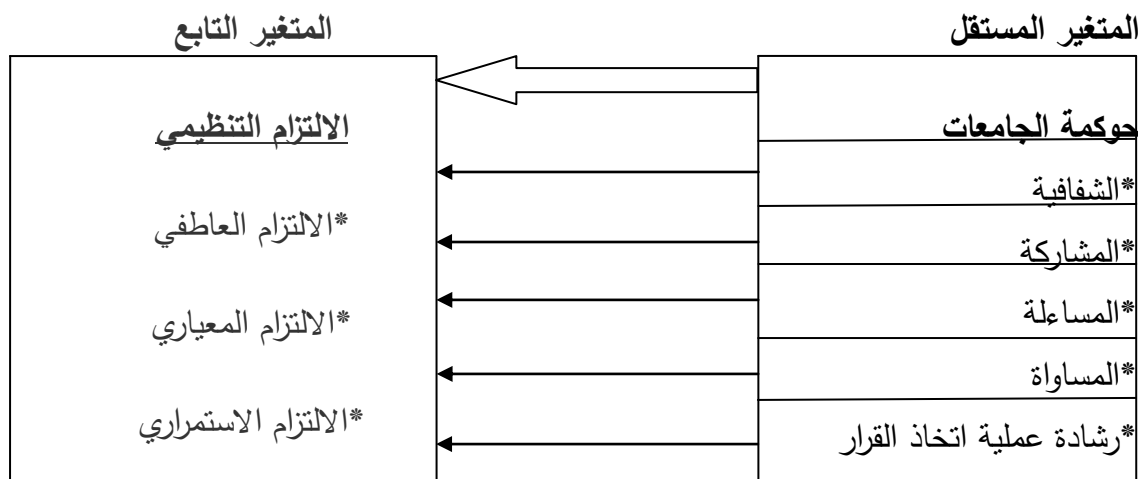 المتغير المستقل
حوكمة الجامعات
*الشفافية
*المشاركة
*المساءلة
*المساواة
*رشادة عملية اتخاذ القرار
المتغير التابع
الالتزام التنظيمي
*الالتزام العاطفي
*الالتزام المعياري
*الالتزام الاستمراري